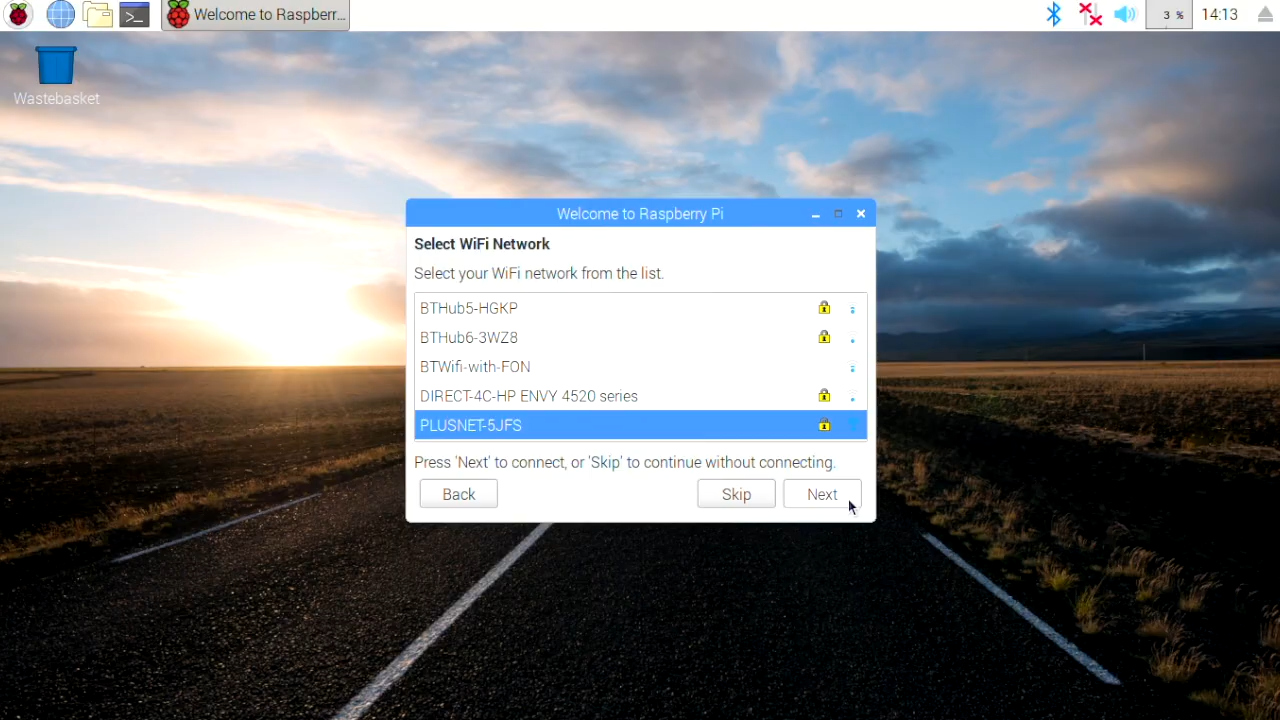 Welcome to Raspberr...
3 %
14:13
Wastebasket
Welcome to Raspberry Pi
Select WiFi Network
Select your WiFi network from the list.
BTHub5-HGKP
BTHub6-3WZ8
BTWifi-with-FON
DIRECT-4C-HP ENVY 4520 series
PLUSNET-5JFS
Press 'Next' to connect, or 'Skip' to continue without connecting.
Back
Skip
Next